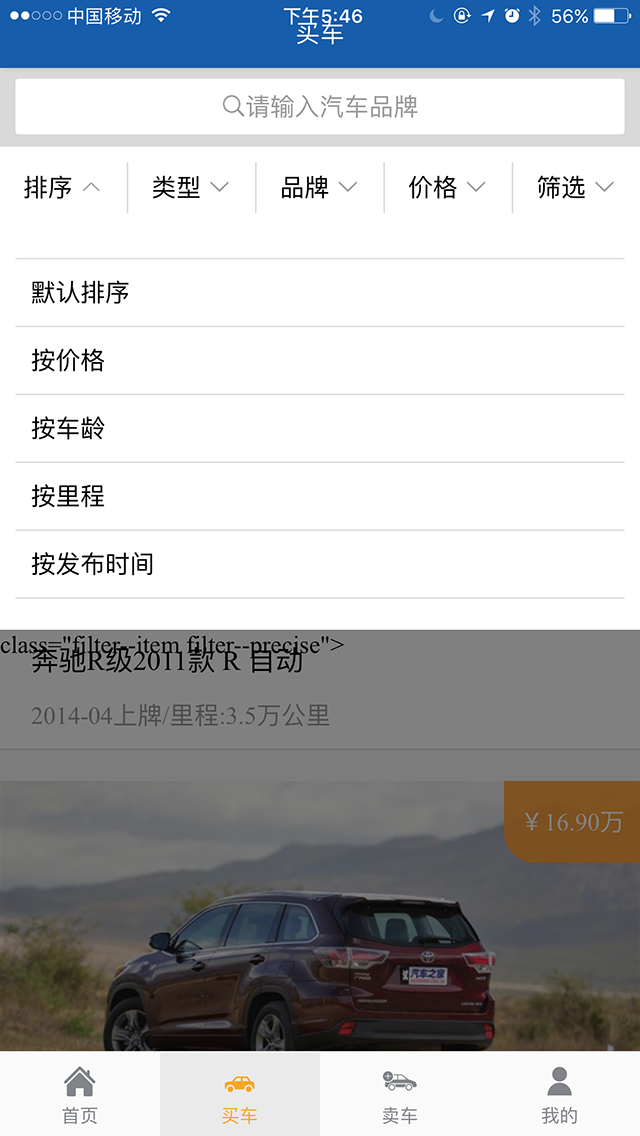 中国移动 下午5:46 56%
买车
请输入汽车品牌
排序 类型 品牌 价格 筛选
默认排序
按价格
按车龄
按里程
按发布时间
class="filter--item filter--precise">
奔驰R级2011款 R 自动
2014-04上牌/里程:3.5万公里
¥16.90万
汽车之家
首页 买车 卖车 我的